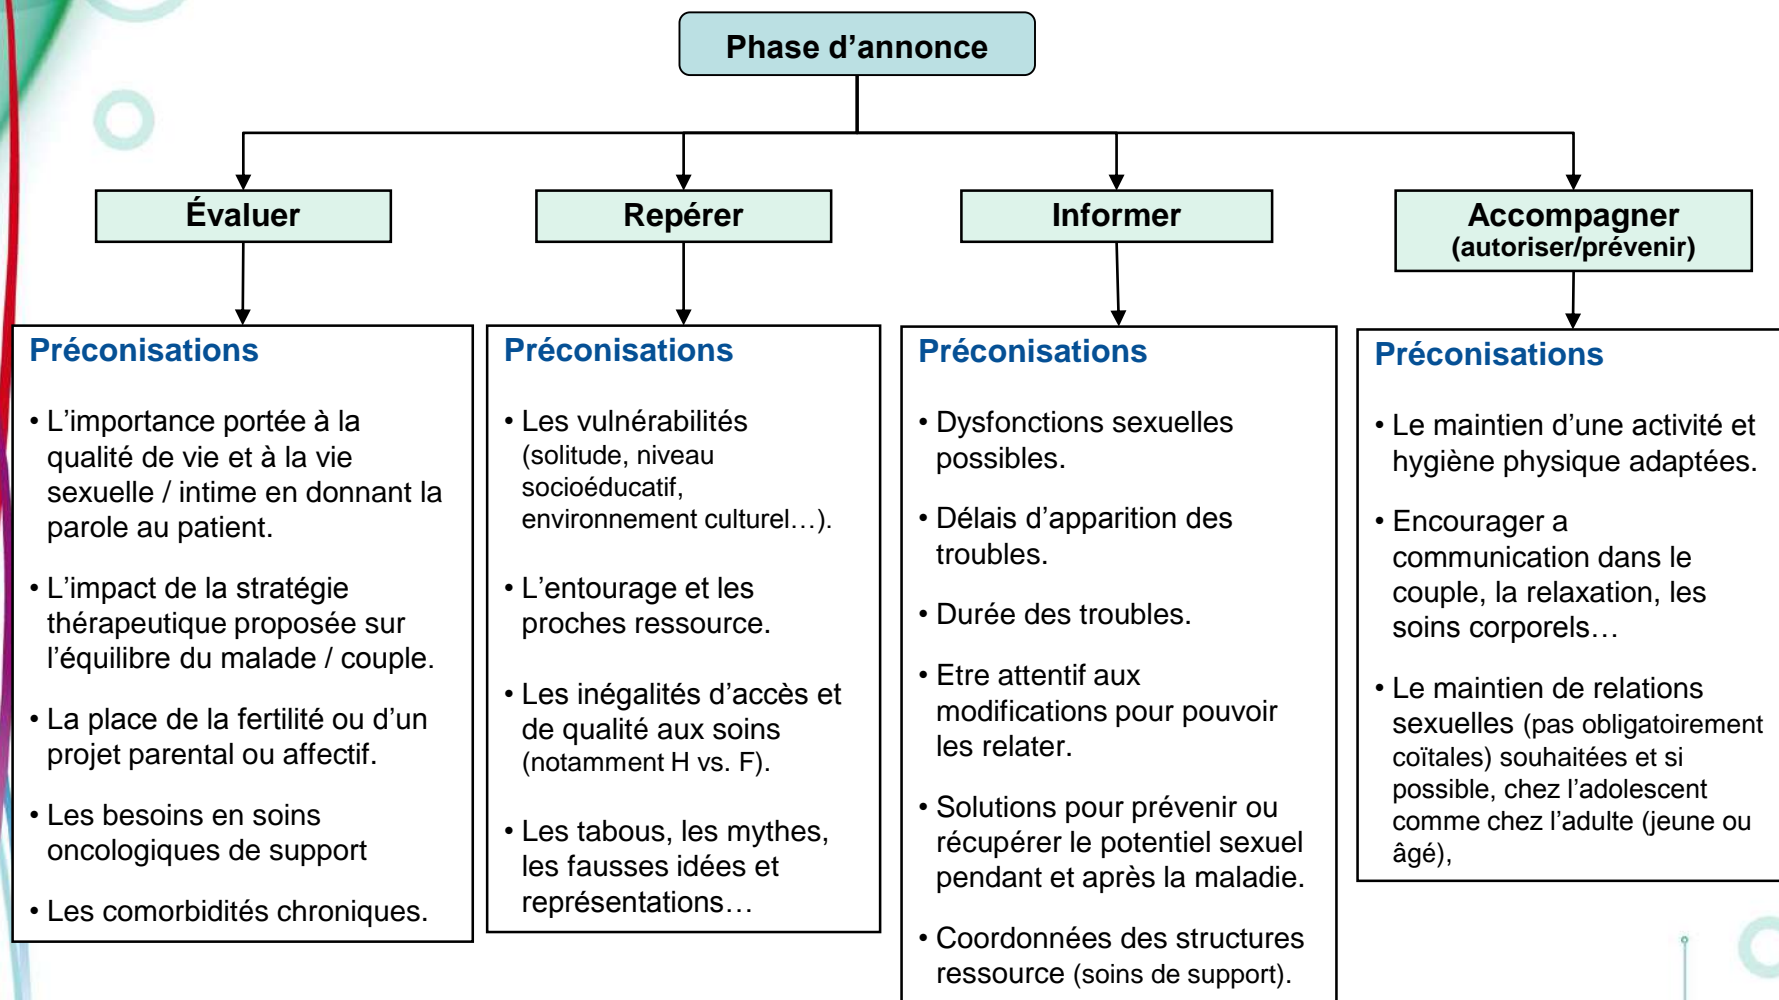 Phase d’annonce
Évaluer
Préconisations
• L’importance portée à la
qualité de vie et à la vie
sexuelle / intime en donnant la
parole au patient.
• L’impact de la stratégie
thérapeutique proposée sur
l’équilibre du malade / couple.
• La place de la fertilité ou d’un
projet parental ou affectif.
• Les besoins en soins
oncologiques de support
• Les comorbidités chroniques.
Repérer
Préconisations
• Les vulnérabilités
(solitude, niveau
socioéducatif,
environnement culturel…).
• L’entourage et les
proches ressource.
• Les inégalités d’accès et
de qualité aux soins
(notamment H vs. F).
• Les tabous, les mythes,
les fausses idées et
représentations…
Informer
Préconisations
• Dysfonctions sexuelles
possibles.
• Délais d’apparition des
troubles.
• Durée des troubles.
• Etre attentif aux
modifications pour pouvoir
les relater.
• Solutions pour prévenir ou
récupérer le potentiel sexuel
pendant et après la maladie.
• Coordonnées des structures
ressource (soins de support).
Accompagner
(autoriser/prévenir)
Préconisations
• Le maintien d’une activité et
hygiène physique adaptées.
• Encourager a
communication dans le
couple, la relaxation, les
soins corporels…
• Le maintien de relations
sexuelles (pas obligatoirement
coïtales) souhaitées et si
possible, chez l’adolescent
comme chez l’adulte (jeune ou
âgé),